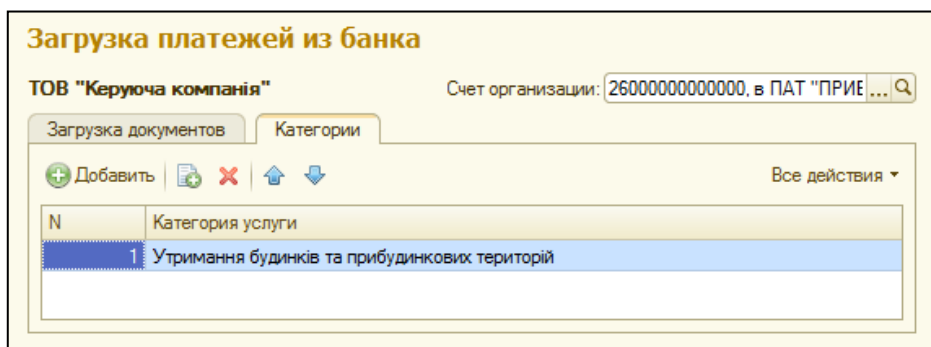 Загрузка платежей из банка
ТОВ "Керуюча компанія" Счет организации: 26000000000000, в ПАТ "ПРИЕ ...
Загрузка документов Категории
Добавить Все действия
N Категория услуги
1 Утримання будинків та прибудинкових територій